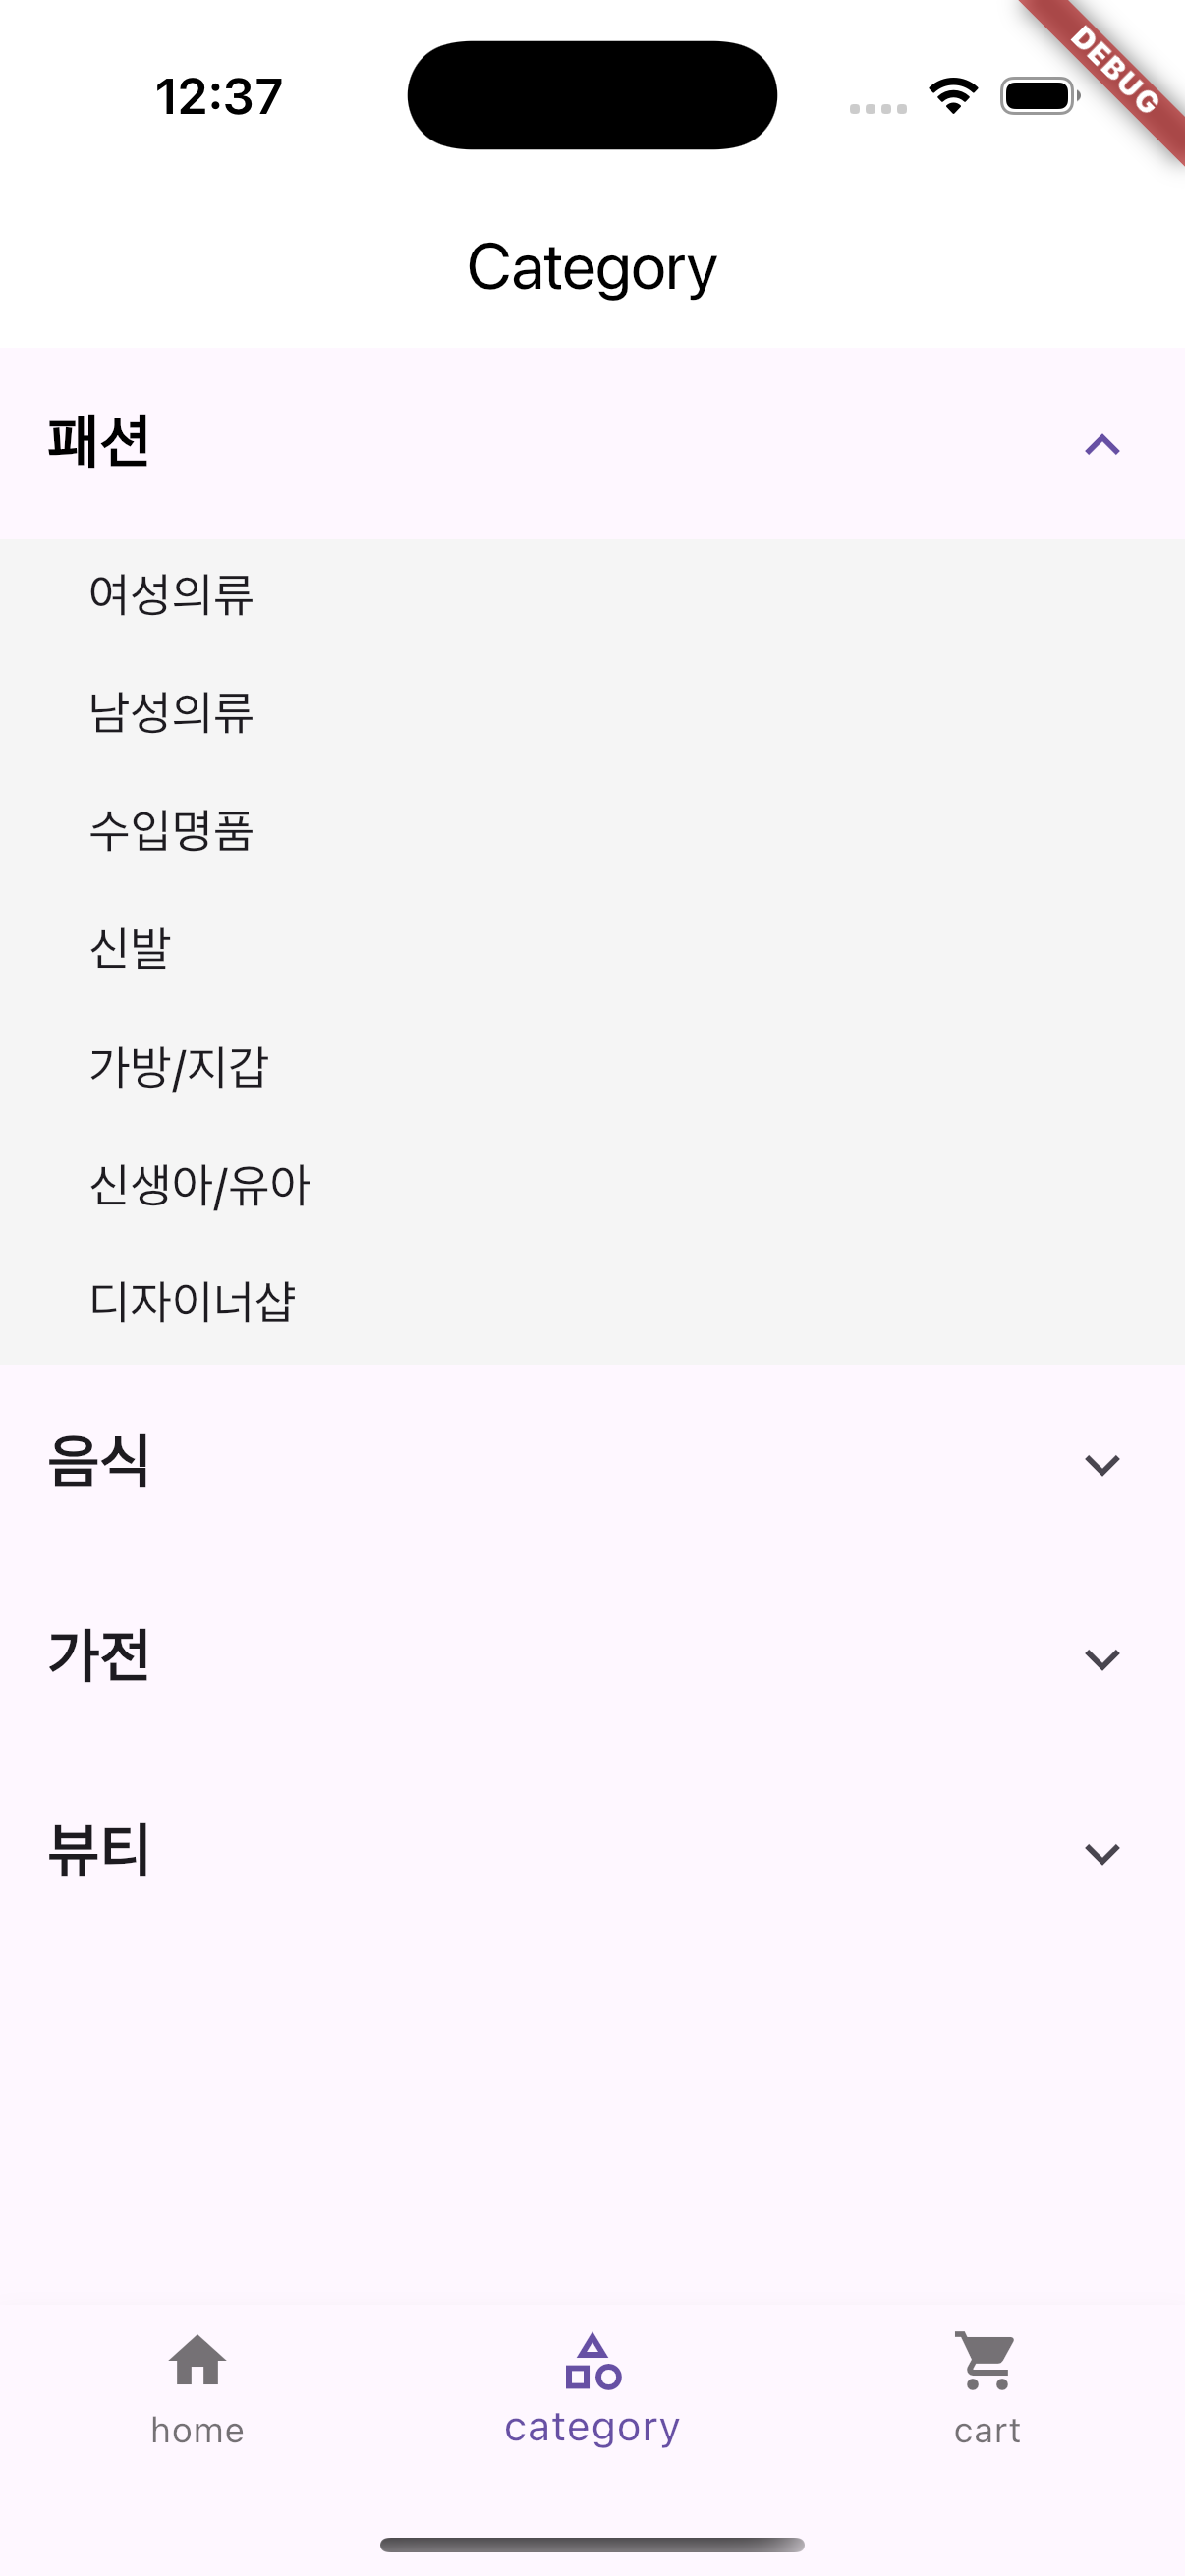 12:37
DEBUG
Category
패션
여성의류
남성의류
수입명품
신발
가방/지갑
신생아/유아
디자이너샵
음식
가전
뷰티
home
category
cart